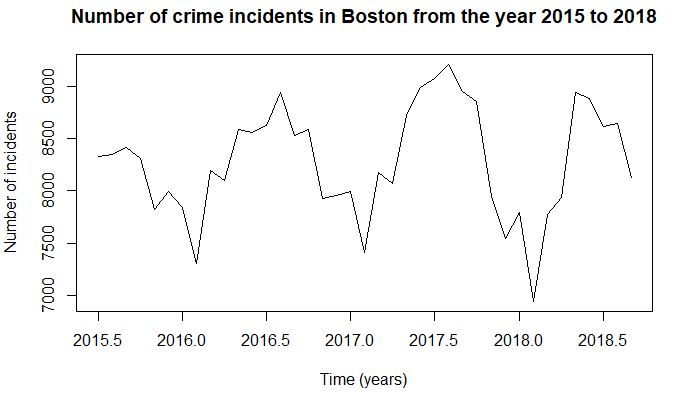 Number of crime incidents in Boston from the year 2015 to 2018
Number of incidents
9000
8500
8000
7500
7000
2015.5 2016.0 2016.5 2017.0 2017.5 2018.0 2018.5
Time (years)